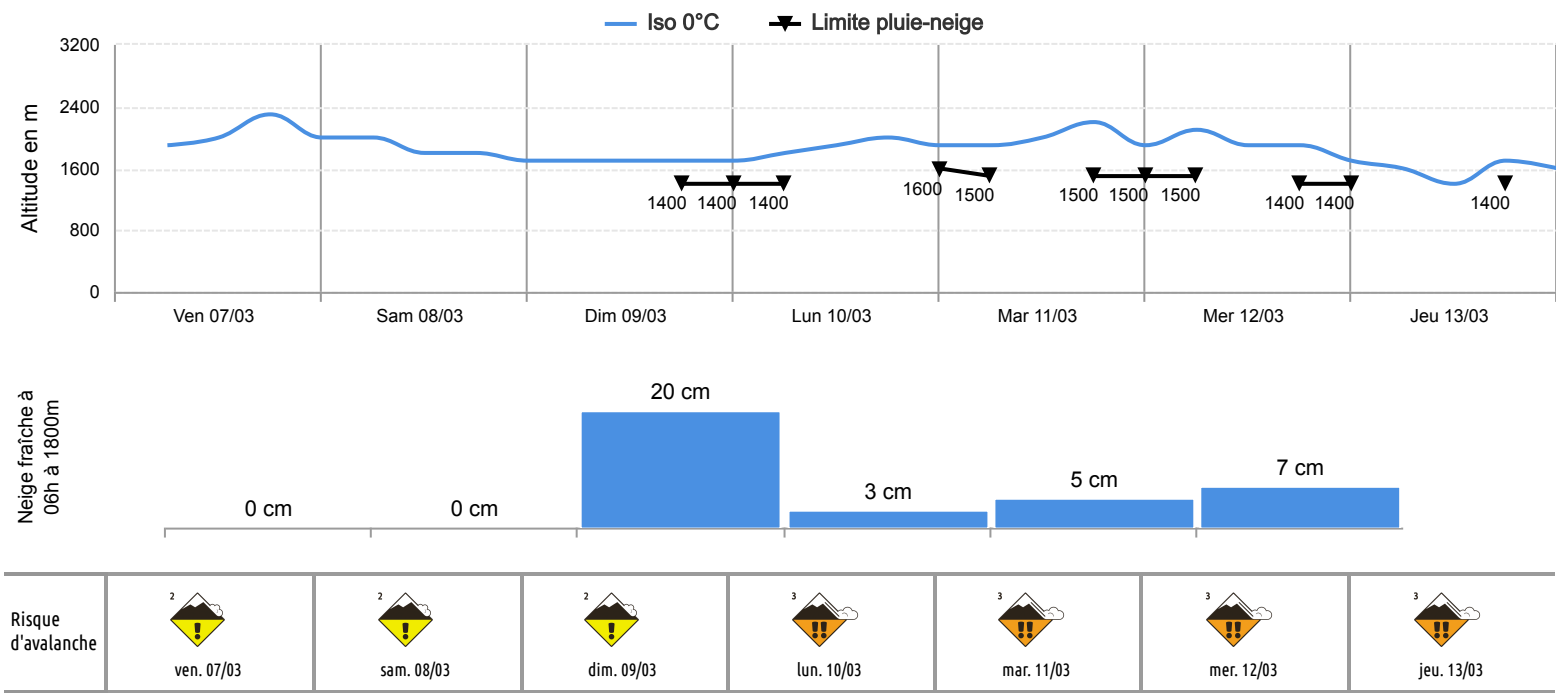 Iso 0°C Limite pluie-neige
Altitude en m
3200
2400
1600
800
0
1400 1400 1400 1600 1500 1500 1500 1500 1400 1400 1400
Ven 07/03 Sam 08/03 Dim 09/03 Lun 10/03 Mar 11/03 Mer 12/03 Jeu 13/03
Neige fraîche à
06h à 1800m
0 cm 0 cm 20 cm 3 cm 5 cm 7 cm
Risque
d'avalanche
2 2 2 3 3 3 3
! ! ! !! !! !! !!
ven. 07/03 sam. 08/03 dim. 09/03 lun. 10/03 mar. 11/03 mer. 12/03 jeu. 13/03